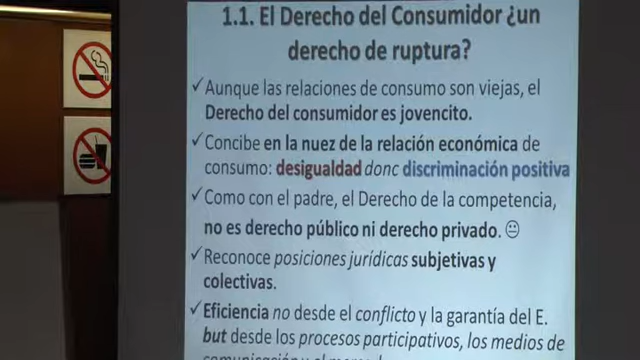 1.1. El Derecho del Consumidor ¿un
derecho de ruptura?
✓Aunque las relaciones de consumo son viejas, el
Derecho del consumidor es jovencito.
✓Concibe en la nuez de la relación económica de
consumo: desigualdad donc discriminación positiva
✓Como con el padre, el Derecho de la competencia,
no es derecho público ni derecho privado. 😐
✓Reconoce posiciones jurídicas subjetivas y
colectivas.
✓Eficiencia no desde el conflicto y la garantía del E.
but desde los procesos participativos, los medios de